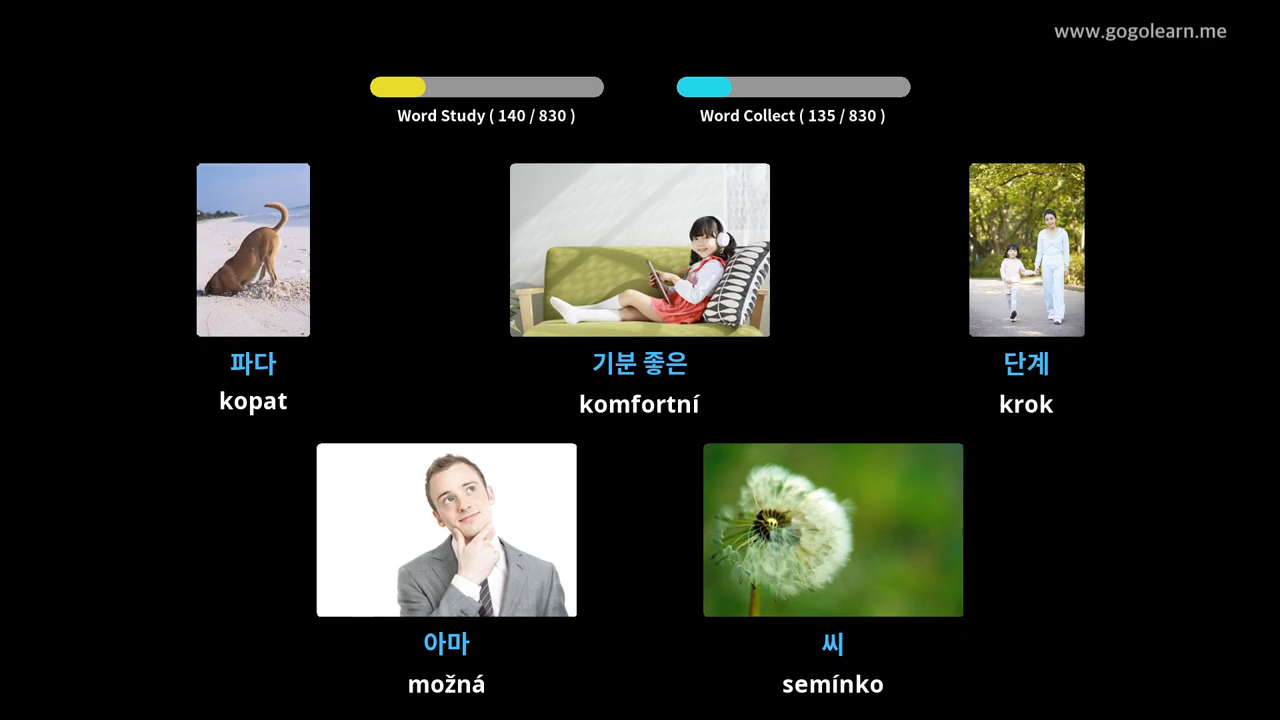 www.gogolearn.me
Word Study ( 140 / 830 )
Word Collect ( 135 / 830 )
파다
kopat
기분 좋은
komfortní
단계
krok
아마
možná
씨
semínko